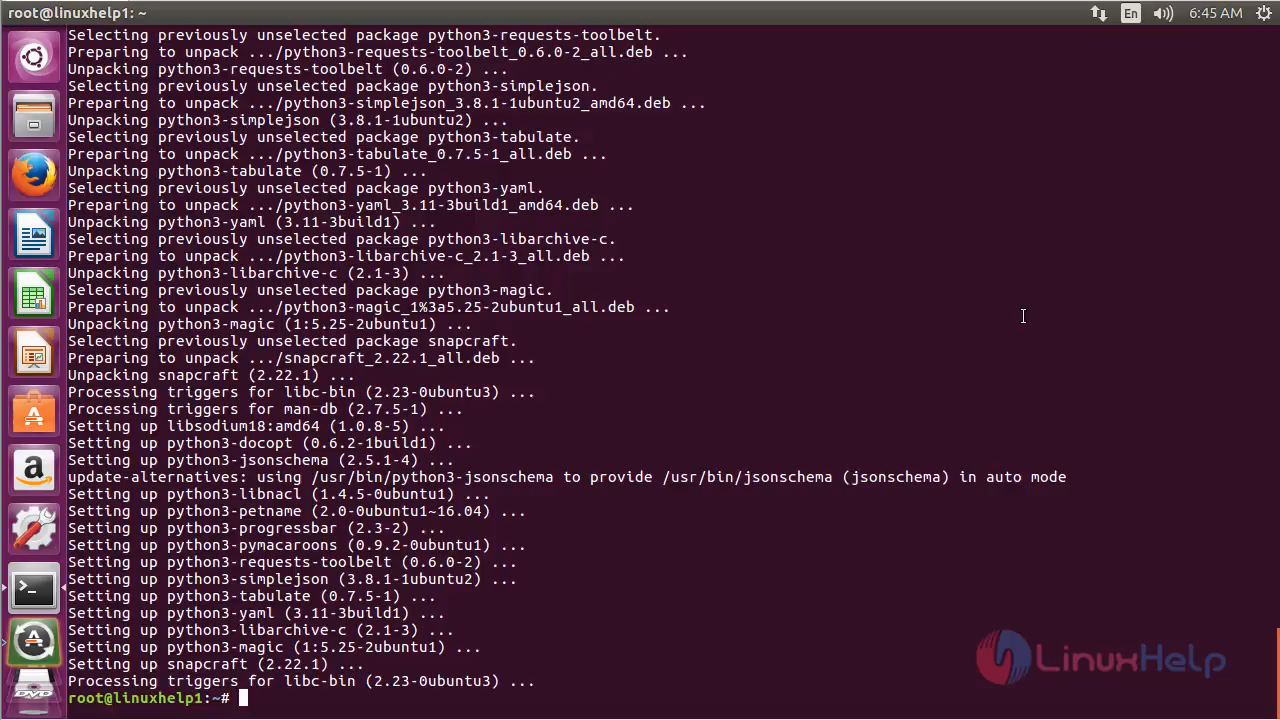 root@linuxhelp1: ~
En
6:45 AM
Selecting previously unselected package python3-requests-toolbelt.
Preparing to unpack .../python3-requests-toolbelt_0.6.0-2_all.deb ...
Unpacking python3-requests-toolbelt (0.6.0-2) ...
Selecting previously unselected package python3-simplejson.
Preparing to unpack .../python3-simplejson_3.8.1-1ubuntu2_amd64.deb ...
Unpacking python3-simplejson (3.8.1-1ubuntu2) ...
Selecting previously unselected package python3-tabulate.
Preparing to unpack .../python3-tabulate_0.7.5-1_all.deb ...
Unpacking python3-tabulate (0.7.5-1) ...
Selecting previously unselected package python3-yaml.
Preparing to unpack .../python3-yaml_3.11-3build1_amd64.deb ...
Unpacking python3-yaml (3.11-3build1) ...
Selecting previously unselected package python3-libarchive-c.
Preparing to unpack .../python3-libarchive-c_2.1-3_all.deb ...
Unpacking python3-libarchive-c (2.1-3) ...
Selecting previously unselected package python3-magic.
Preparing to unpack .../python3-magic_1%3a5.25-2ubuntu1_all.deb ...
Unpacking python3-magic (1:5.25-2ubuntu1) ...
Selecting previously unselected package snapcraft.
Preparing to unpack .../snapcraft_2.22.1_all.deb ...
Unpacking snapcraft (2.22.1) ...
Processing triggers for libc-bin (2.23-0ubuntu3) ...
Processing triggers for man-db (2.7.5-1) ...
Setting up libsodium18:amd64 (1.0.8-5) ...
Setting up python3-docopt (0.6.2-1build1) ...
Setting up python3-jsonschema (2.5.1-4) ...
update-alternatives: using /usr/bin/python3-jsonschema to provide /usr/bin/jsonschema (jsonschema) in auto mode
Setting up python3-libnacl (1.4.5-0ubuntu1) ...
Setting up python3-petname (2.0-0ubuntu1~16.04) ...
Setting up python3-progressbar (2.3-2) ...
Setting up python3-pymacaroons (0.9.2-0ubuntu1) ...
Setting up python3-requests-toolbelt (0.6.0-2) ...
Setting up python3-simplejson (3.8.1-1ubuntu2) ...
Setting up python3-tabulate (0.7.5-1) ...
Setting up python3-yaml (3.11-3build1) ...
Setting up python3-libarchive-c (2.1-3) ...
Setting up python3-magic (1:5.25-2ubuntu1) ...
Setting up snapcraft (2.22.1) ...
Processing triggers for libc-bin (2.23-0ubuntu3) ...
root@linuxhelp1:~#
LinuxHelp
DVD